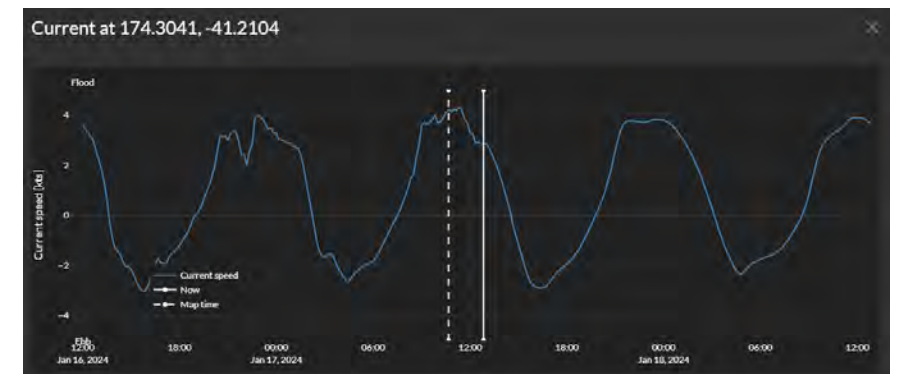 Current at 174.3041, -41.2104
Flood
4
2
0
−2
−4
Current speed [kts]
Current speed
Now
Map time
Ebb
12:00
Jan 16, 2024
18:00
00:00
Jan 17, 2024
06:00
12:00
18:00
00:00
Jan 18, 2024
06:00
12:00